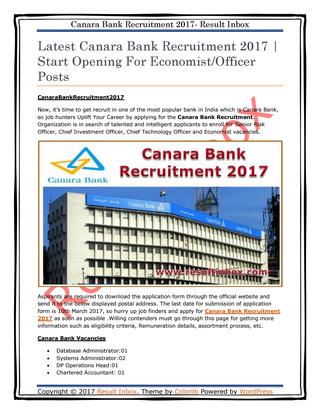 Canara Bank Recruitment 2017- Result Inbox
Latest Canara Bank Recruitment 2017 |
Start Opening For Economist/Officer
Posts
CanaraBankRecruitment2017
Now, it's time to get recruit in one of the most popular bank in India which is Canara Bank,
so job hunters Uplift Your Career by applying for the Canara Bank Recruitment.
Organization is in search of talented and intelligent applicants to enroll for Senior Risk
Officer, Chief Investment Officer, Chief Technology Officer and Economist vacancies.
Canara Bank
Canara Bank
Recruitment 2017
www.resultinbox.com
Aspirants are required to download the application form through the official website and
send it to the below displayed postal address. The last date for submission of application
form is 10th March 2017, so hurry up job finders and apply for Canara Bank Recruitment
2017 as soon as possible .Willing contenders must go through this page for getting more
information such as eligibility criteria, Remuneration details, assortment process, etc.
Canara Bank Vacancies
• Database Administrator:01
• Systems Administrator:02
• DP Operations Head:01
• Chartered Accountant: 01
Copyright © 2017 Result Inbox. Theme by Colorlib Powered by WordPress